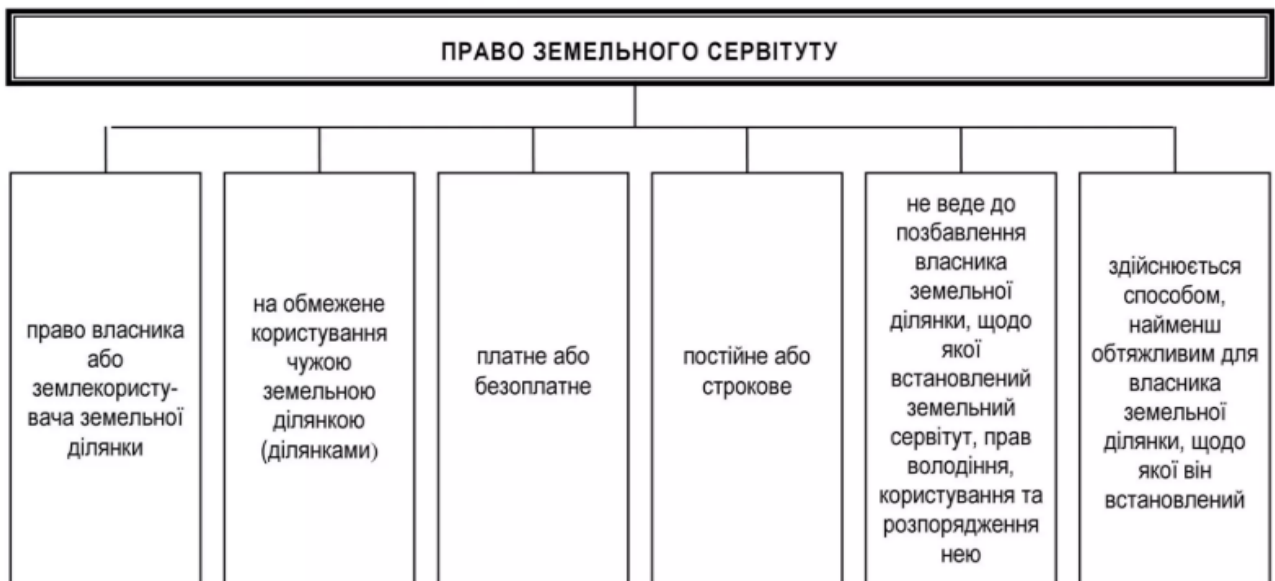 ПРАВО ЗЕМЕЛЬНОГО СЕРВІТУТУ
право власника
або
землекористу-
вача земельної
ділянки
на обмежене
користування
чужою
земельною
ділянкою
(ділянками)
платне або
безоплатне
постійне або
строкове
не веде до
позбавлення
власника
земельної
ділянки, щодо
якої
встановлений
земельний
сервітут, прав
володіння,
користування та
розпорядження
нею
здійснюється
способом,
найменш
обтяжливим для
власника
земельної
ділянки, щодо
якої він
встановлений